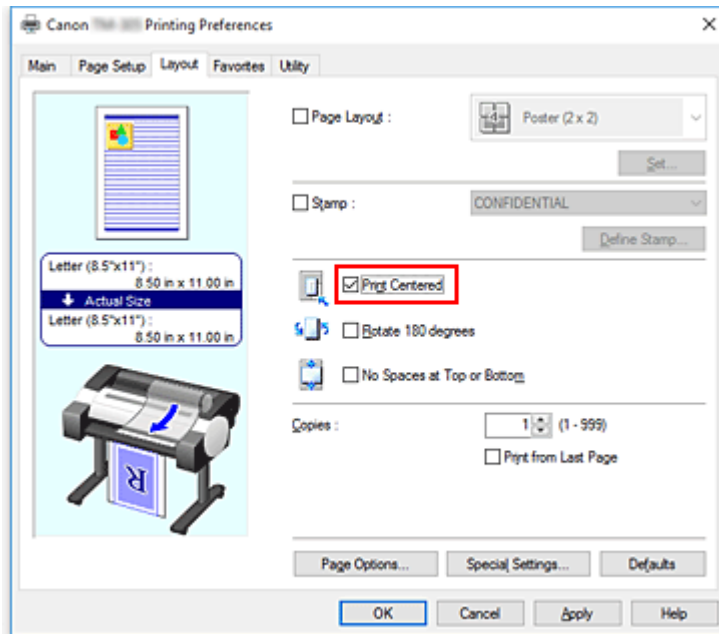 Canon Printing Preferences
Main Page Setup Layout Favorites Utility
Page Layout :
Poster (2 x 2)
Set...
Stamp :
CONFIDENTIAL
Define Stamp...
Letter (8.5"x11") :
8.50 in x 11.00 in
Actual Size
Letter (8.5"x11") :
8.50 in x 11.00 in
Print Centered
Rotate 180 degrees
No Spaces at Top or Bottom
Copies : 1 (1 - 999)
Print from Last Page
R
Page Options... Special Settings... Defaults
OK Cancel Apply Help